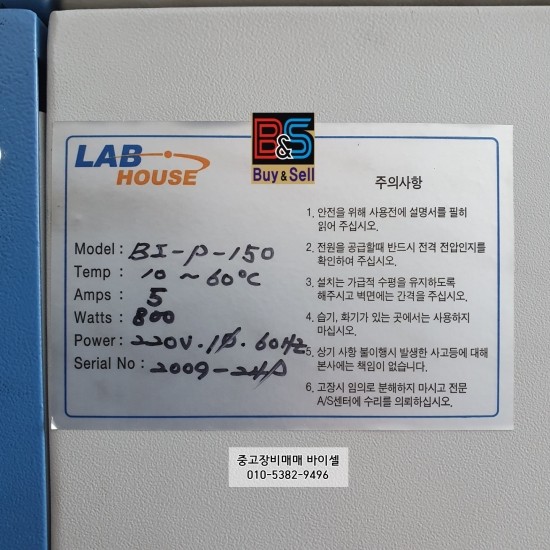 LAB
HOUSE
B&S
Buy & Sell
Model : BI-P-150
Temp : 10 ~ 60°C
Amps : 5
Watts : 800
Power : 220V. 1Ø. 60HZ
Serial No : 2009-24P
주의사항
1. 안전을 위해 사용전에 설명서를 필히
읽어 주십시오.
2. 전원을 공급할때 반드시 전격 전압인지를
확인하여 주십시오.
3. 설치는 가급적 수평을 유지하도록
해주시고 벽면에는 간격을 주십시오.
4. 습기, 화기가 있는 곳에서는 사용하지
마십시오.
5. 상기 사항 불이행시 발생한 사고등에 대해
본사에는 책임이 없습니다.
6. 고장시 임의로 분해하지 마시고 전문
A/S센터에 수리를 의뢰하십시오.
중고장비매매 바이셀
010-5382-9496